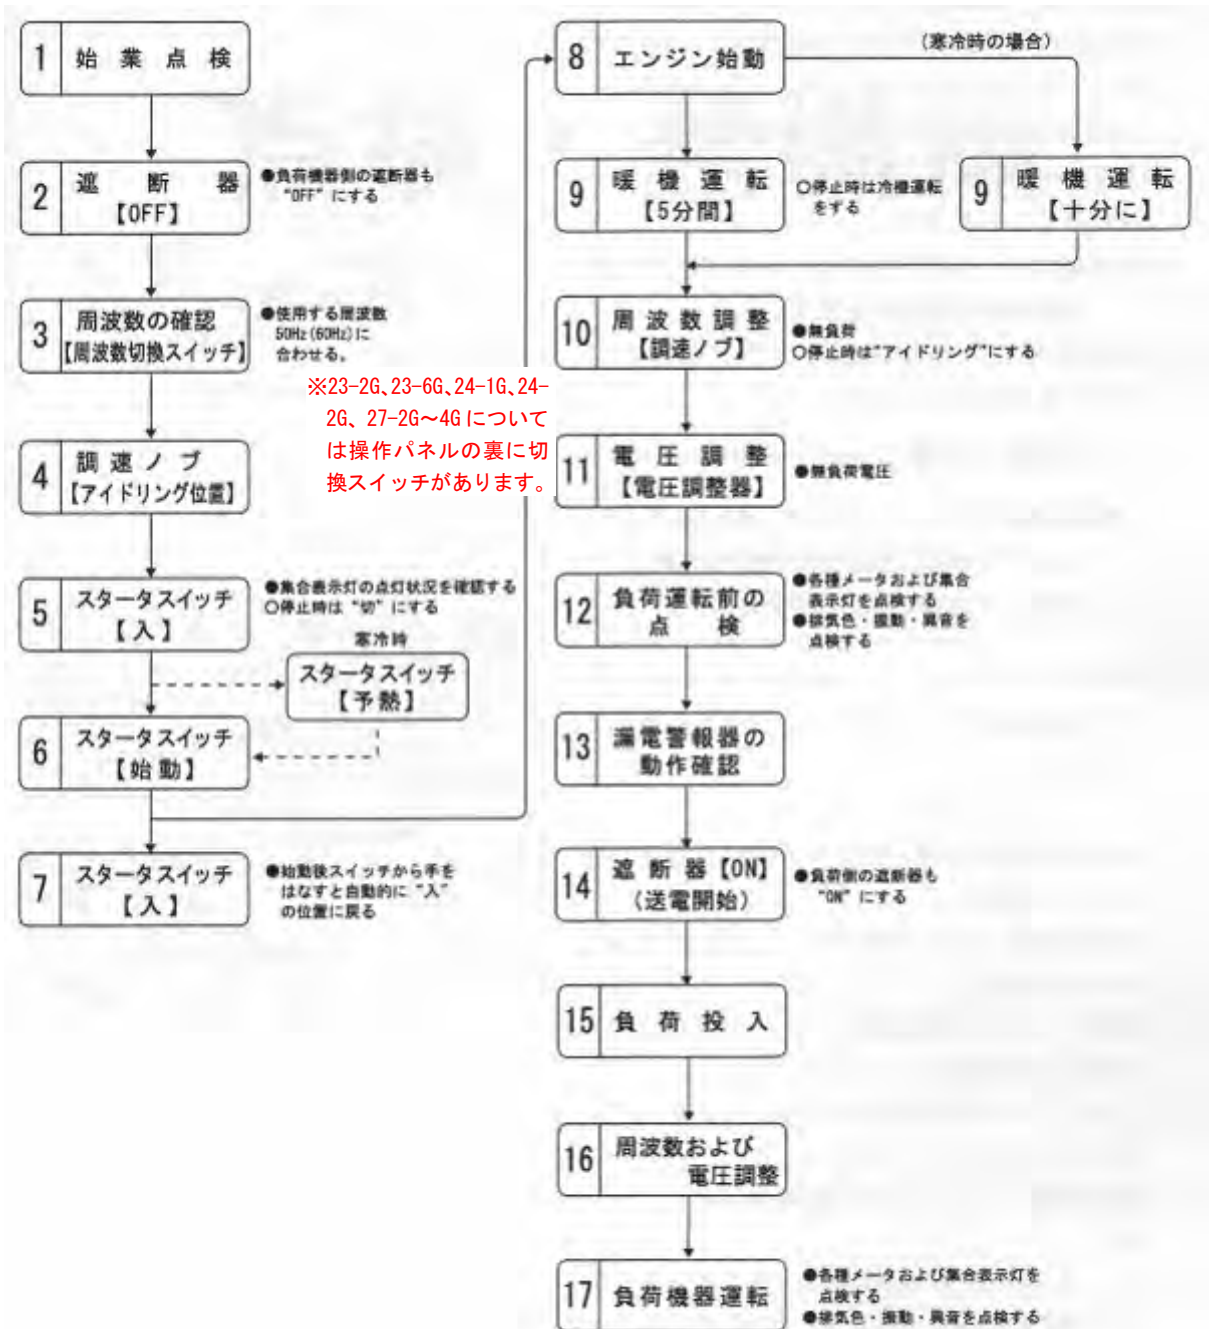 1 始業点検
2 遮断器
【OFF】
●負荷機器側の遮断器も
“OFF”にする
3 周波数の確認
【周波数切換スイッチ】
●使用する周波数
50Hz(60Hz)に
合わせる。
※23-2G、23-6G、24-1G、24-
2G、27-2G～4Gについて
は操作パネルの裏に切
換スイッチがあります。
4 調速ノブ
【アイドリング位置】
5 スタータスイッチ
【入】
●集合表示灯の点灯状況を確認する
○停止時は“切”にする
寒冷時
スタータスイッチ
【予熱】
6 スタータスイッチ
【始動】
7 スタータスイッチ
【入】
●始動後スイッチから手を
はなすと自動的に“入”
の位置に戻る
8 エンジン始動
(寒冷時の場合)
9 暖機運転
【5分間】
○停止時は冷機運転
をする
9 暖機運転
【十分に】
10 周波数調整
【調速ノブ】
●無負荷
○停止時は“アイドリング”にする
11 電圧調整
【電圧調整器】
●無負荷電圧
12 負荷運転前の
点検
●各種メータおよび集合
表示灯を点検する
●排気色・振動・異音を
点検する
13 漏電警報器の
動作確認
14 遮断器【ON】
(送電開始)
●負荷側の遮断器も
“ON”にする
15 負荷投入
16 周波数および
電圧調整
17 負荷機器運転
●各種メータおよび集合表示灯を
点検する
●排気色・振動・異音を点検する